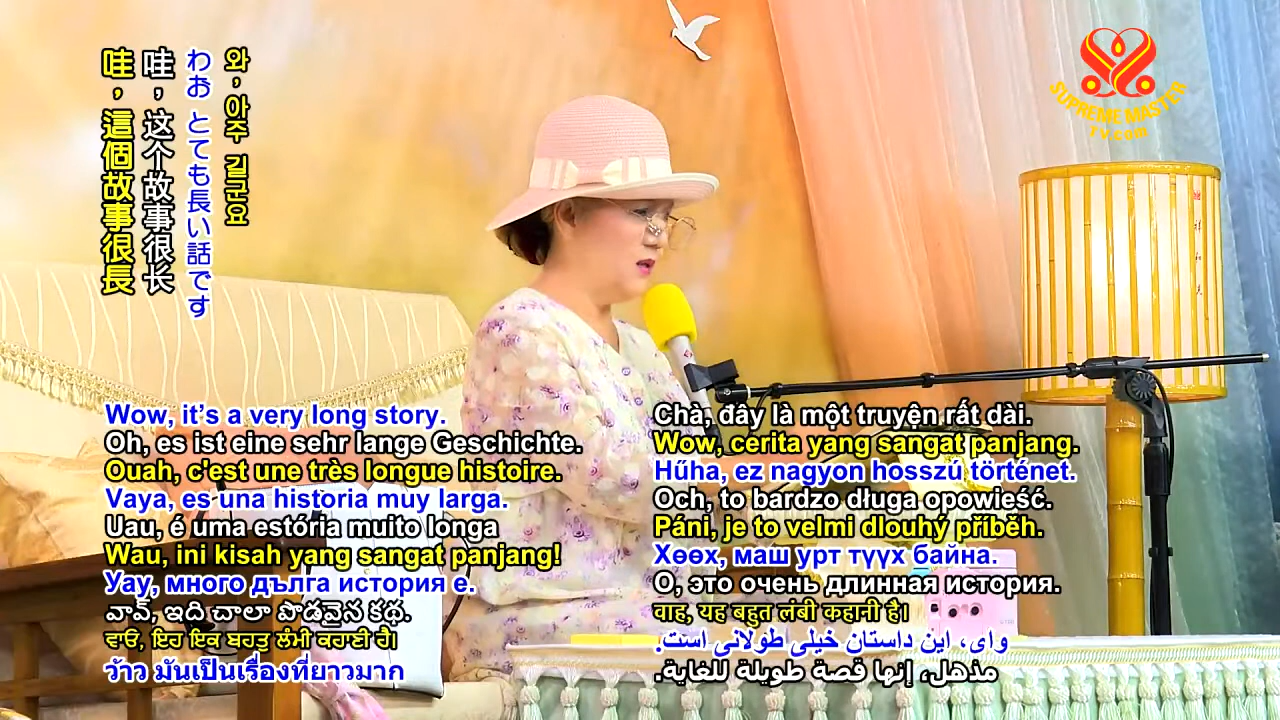 哇，這個故事很長
哇，这个故事很长
わお とても長い話です
와, 아주 길군요
SUPREME MASTER
TV.com
Wow, it’s a very long story.
Oh, es ist eine sehr lange Geschichte.
Ouah, c'est une très longue histoire.
Vaya, es una historia muy larga.
Uau, é uma estória muito longa
Wau, ini kisah yang sangat panjang!
Уау, много дълга история е.
వావ్, ఇది చాలా పొడవైన కథ.
ਵਾਓ, ਇਹ ਇਕ ਬਹੁਤ ਲੰਮੀ ਕਹਾਣੀ ਹੈ।
ว้าว มันเป็นเรื่องที่ยาวมาก
Chà, đây là một truyện rất dài.
Wow, cerita yang sangat panjang.
Hűha, ez nagyon hosszú történet.
Och, to bardzo długa opowieść.
Páni, je to velmi dlouhý příběh.
Хөөх, маш урт түүх байна.
О, это очень длинная история.
वाह, यह बहुत लंबी कहानी है।
وای، این داستان خیلی طولانی است.
مذهل، إنها قصة طويلة للغاية.